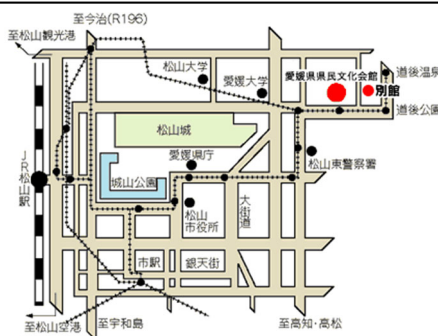 至今治(R196)
至松山観光港
松山大学
愛媛大学
愛媛県県民文化会館
別館
道後温泉
道後公園
松山城
愛媛県庁
松山東警察署
城山公園
JR松山駅
松山
市役所
大街道
市駅
銀天街
至松山空港
至宇和島
至高知・高松